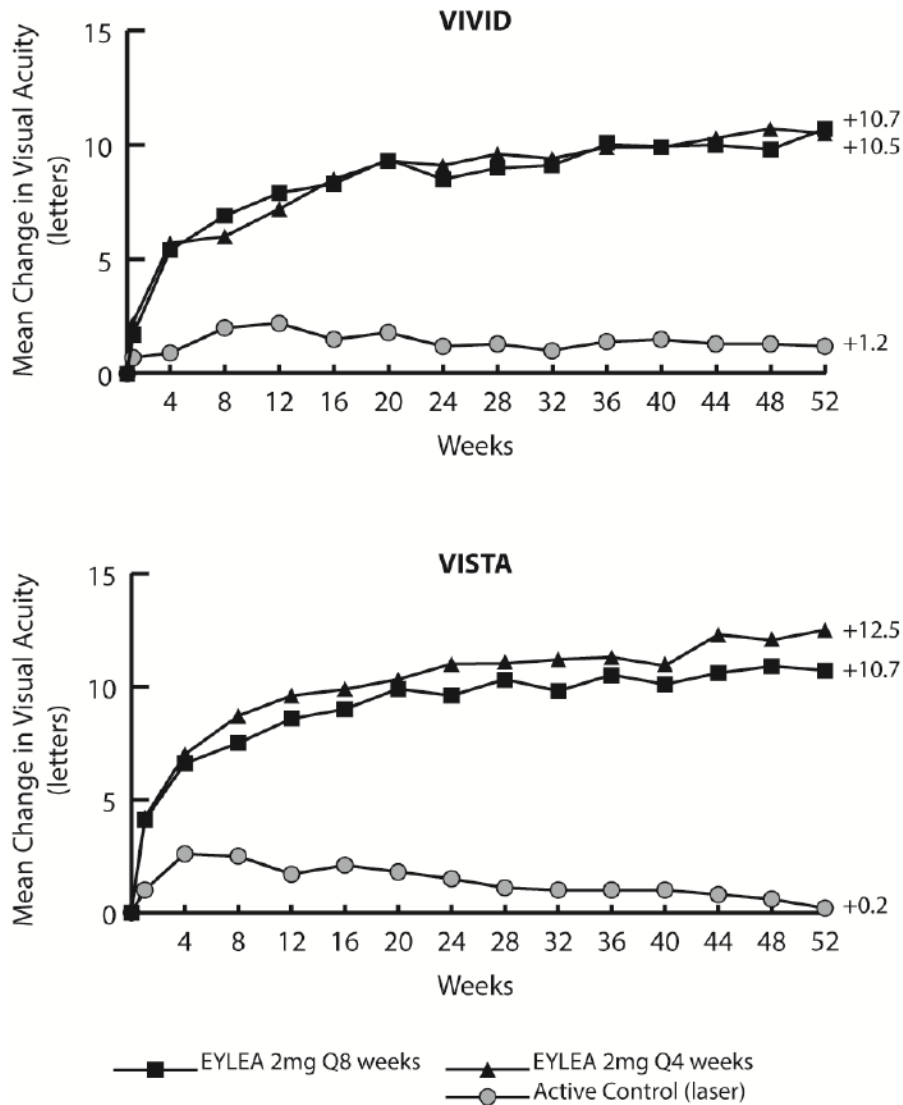 VIVID
Mean Change in Visual Acuity
(letters)
15
10
5
0
+10.7
+10.5
+1.2
4 8 12 16 20 24 28 32 36 40 44 48 52
Weeks
VISTA
Mean Change in Visual Acuity
(letters)
15
10
5
0
+12.5
+10.7
+0.2
4 8 12 16 20 24 28 32 36 40 44 48 52
Weeks
EYLEA 2mg Q8 weeks
EYLEA 2mg Q4 weeks
Active Control (laser)